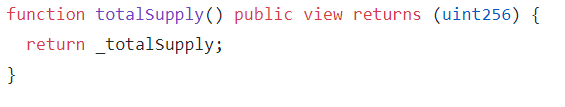 function totalSupply() public view returns (uint256) {
  return _totalSupply;
}